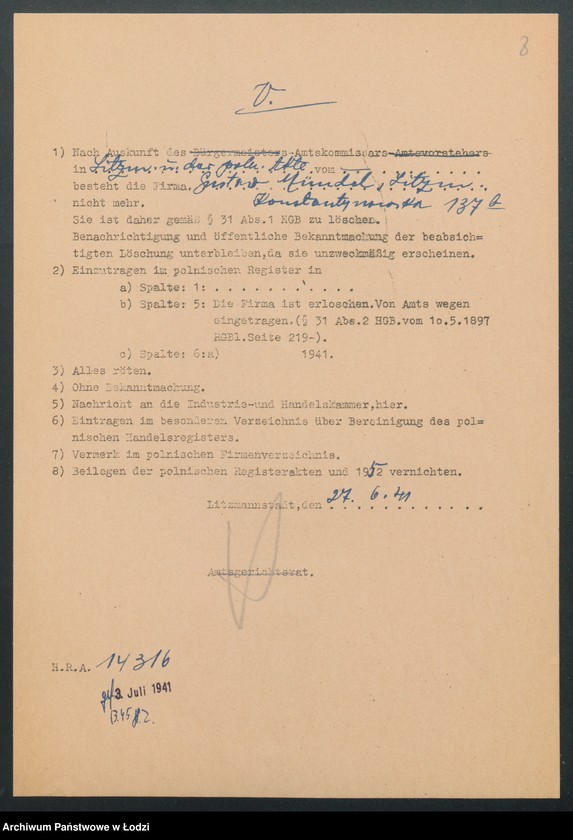 8
V.
1) Nach Auskunft des Bürgermeisters-Amtskommissars-Amtsvorstehers
in Litzm. u. der poln. Akte vom . . . . . . . .
besteht die Firma Gustav Mündel, Litzm.
nicht mehr. Konstantynowska 137
Sie ist daher gemäß § 31 Abs.1 HGB zu löschen.
Benachrichtigung und öffentliche Bekanntmachung der beabsich=
tigten Löschung unterbleiben,da sie unzweckmäßig erscheinen.
2) Einzutragen im polnischen Register in
a) Spalte: 1: . . . . . . . . . . .
b) Spalte: 5: Die Firma ist erloschen.Von Amts wegen
eingetragen.(§ 31 Abs.2 HGB.vom 1o.5.1897
RGBl.Seite 219-).
c) Spalte: 6:a) 1941.
3) Alles röten.
4) Ohne Bekanntmachung.
5) Nachricht an die Industrie-und Handelskammer,hier.
6) Eintragen im besonderen Verzeichnis über Bereinigung des pol=
nischen Handelsregisters.
7) Vermerk im polnischen Firmenverzeichnis.
8) Beilegen der polnischen Registerakten und 1952 vernichten.
Litzmannstadt,den 27. 6. 41
Amtsgerichtsrat.
H.R.A. 14316
3. Juli 1941
Archiwum Państwowe w Łodzi